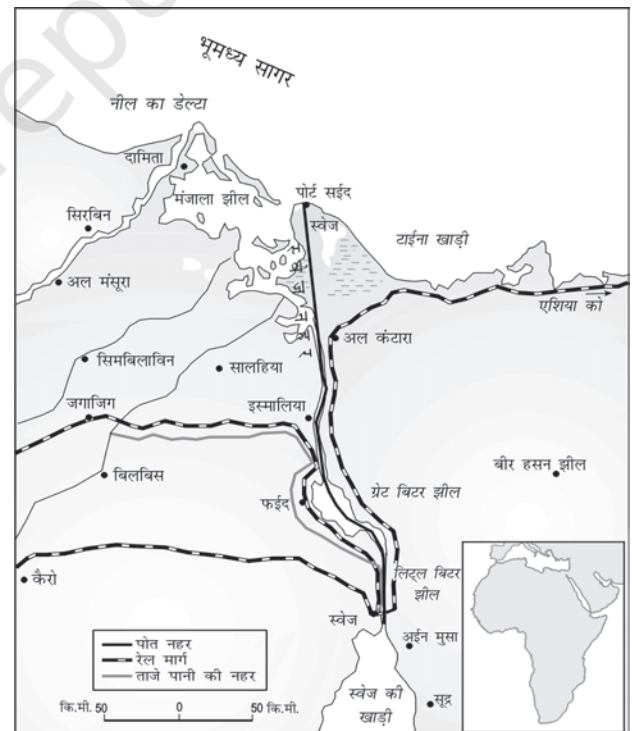 भूमध्य सागर
नील का डेल्टा
दामिता
मंजाला झील
पोर्ट सईद
स्वेज
सिरबिन
टाईना खाड़ी
अल मंसूरा
एशिया को
अल कंटारा
सिमबिलाविन
सालहिया
जगाजिग
इस्मालिया
बिलबिस
बीर हसन झील
ग्रेट बिटर झील
फईद
कैरो
लिट्ल बिटर
झील
स्वेज
अईन मुसा
पोत नहर
रेल मार्ग
ताजे पानी की नहर
स्वेज की
खाड़ी
सूद्र
कि.मी. 50 0 50 कि.मी.